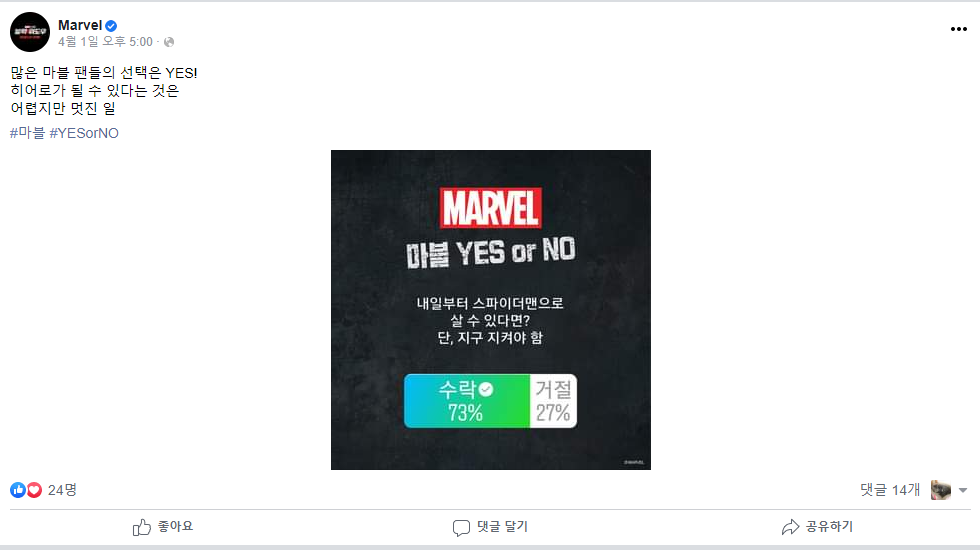 Marvel
4월 1일 오후 5:00 ·
많은 마블 팬들의 선택은 YES!
히어로가 될 수 있다는 것은
어렵지만 멋진 일
#마블 #YESorNO
MARVEL
마블 YES or NO
내일부터 스파이더맨으로
살 수 있다면?
단, 지구 지켜야 함
수락 거절
73% 27%
24명 댓글 14개
좋아요 댓글 달기 공유하기